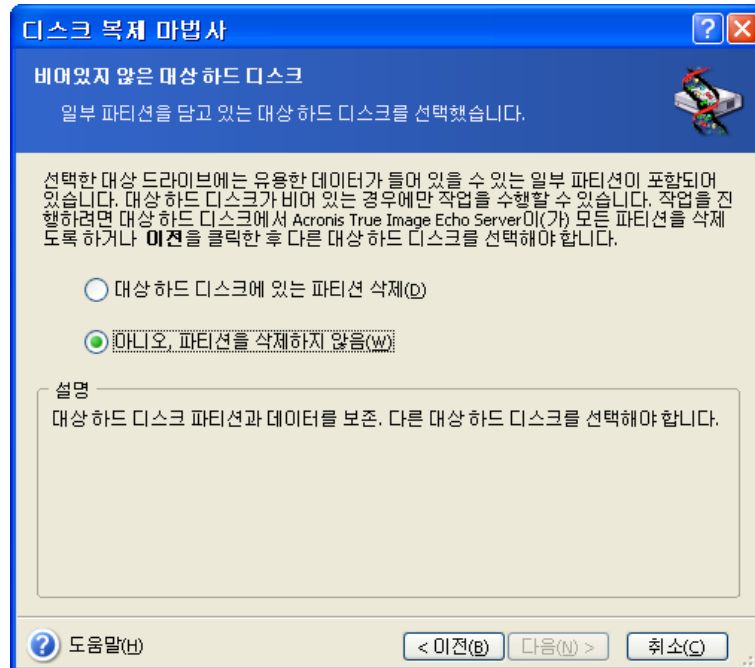 디스크 복제 마법사
비어있지 않은 대상 하드 디스크
일부 파티션을 담고 있는 대상 하드 디스크를 선택했습니다.
선택한 대상 드라이브에는 유용한 데이터가 들어 있을 수 있는 일부 파티션이 포함되어
있습니다. 대상 하드 디스크가 비어 있는 경우에만 작업을 수행할 수 있습니다. 작업을 진
행하려면 대상 하드 디스크에서 Acronis True Image Echo Server이(가) 모든 파티션을 삭제
도록 하거나 이전을 클릭한 후 다른 대상 하드 디스크를 선택해야 합니다.
대상 하드 디스크에 있는 파티션 삭제(D)
아니오, 파티션을 삭제하지 않음(W)
설명
대상 하드 디스크 파티션과 데이터를 보존. 다른 대상 하드 디스크를 선택해야 합니다.
도움말(H)
< 이전(B)
다음(N) >
취소(C)